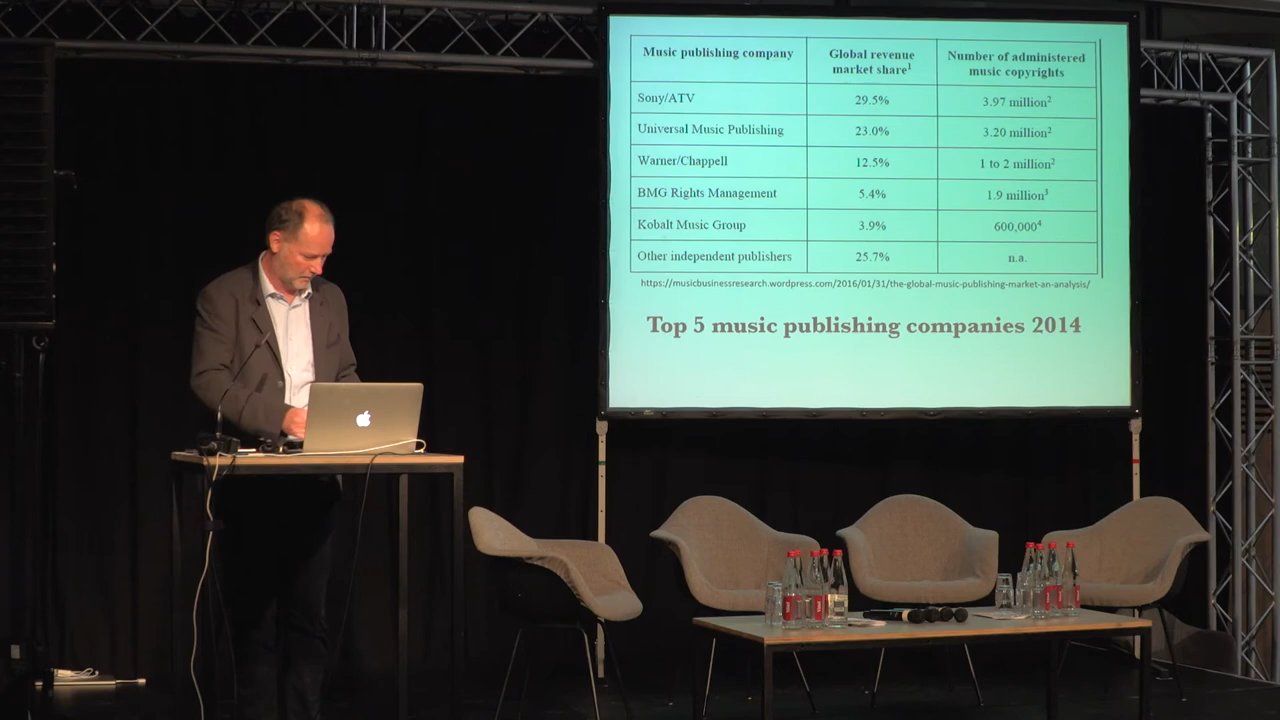 Music publishing company Global revenue market share¹ Number of administered music copyrights
Sony/ATV 29.5% 3.97 million²
Universal Music Publishing 23.0% 3.20 million²
Warner/Chappell 12.5% 1 to 2 million²
BMG Rights Management 5.4% 1.9 million³
Kobalt Music Group 3.9% 600,000⁴
Other independent publishers 25.7% n.a.
https://musicbusinessresearch.wordpress.com/2016/01/31/the-global-music-publishing-market-an-analysis/
Top 5 music publishing companies 2014